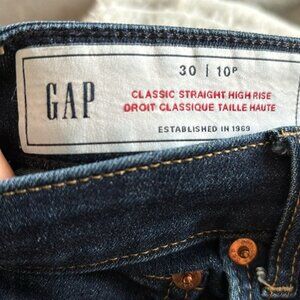 30 | 10P
GAP
CLASSIC STRAIGHT HIGH RISE
DROIT CLASSIQUE TAILLE HAUTE
ESTABLISHED IN 1969